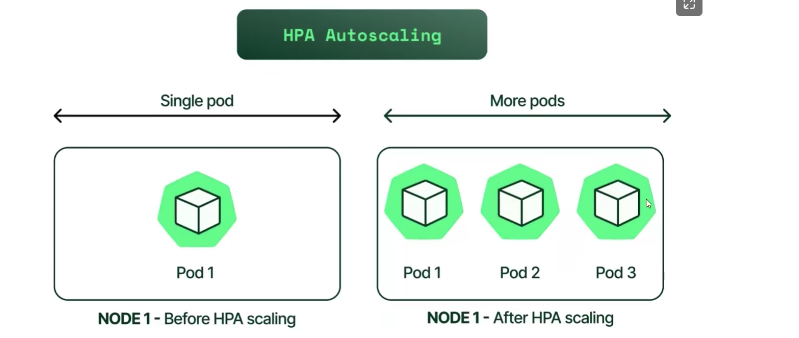 HPA Autoscaling
Single pod
More pods
Pod 1
Pod 1
Pod 2
Pod 3
NODE 1 - Before HPA scaling
NODE 1 - After HPA scaling